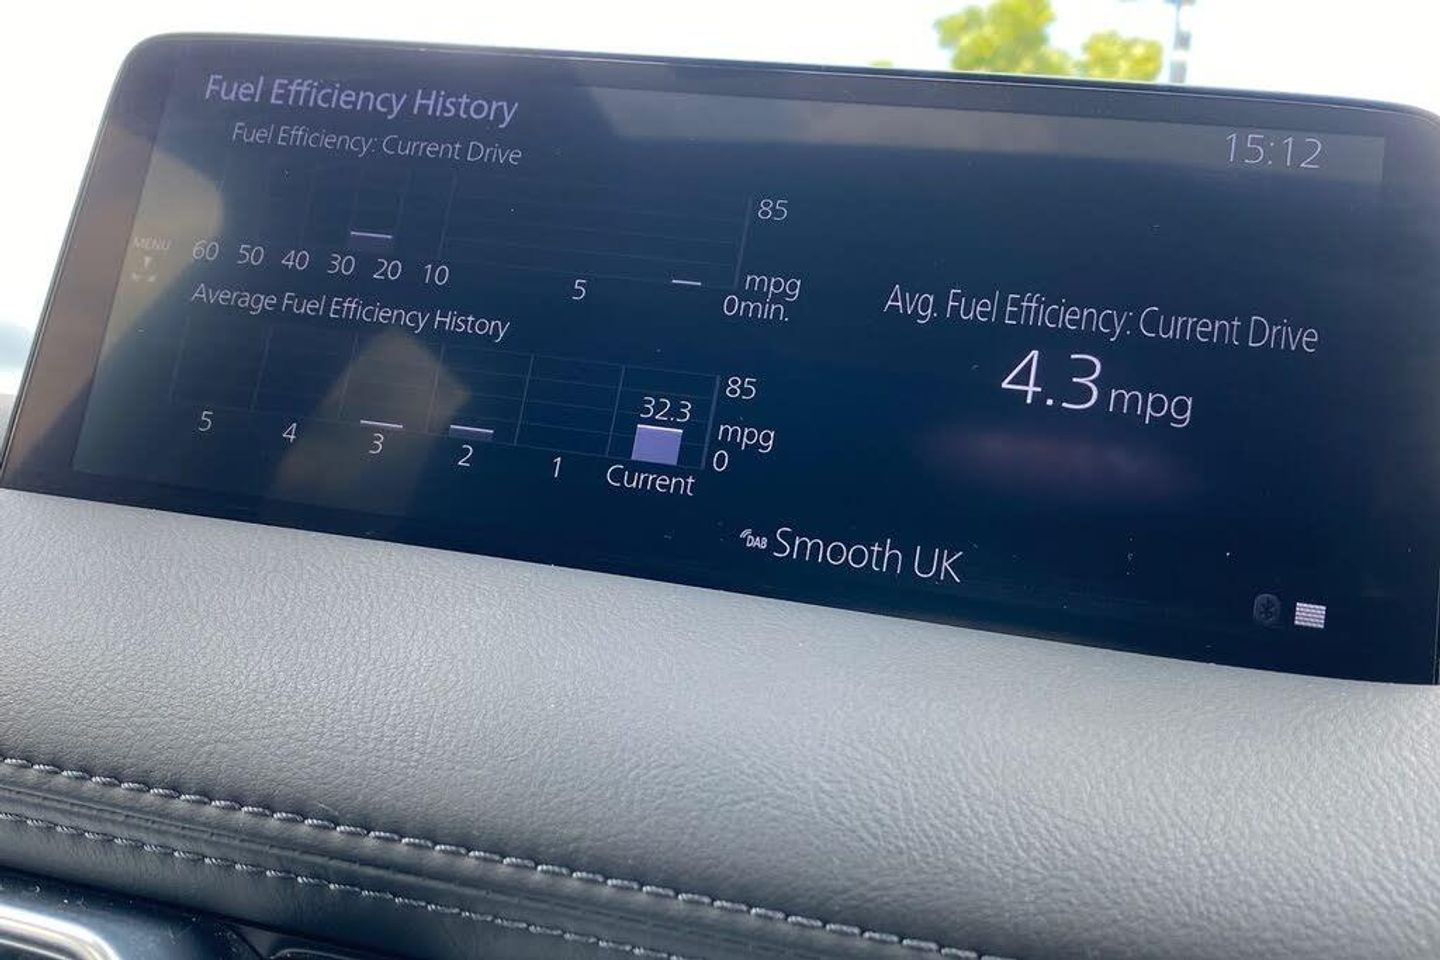 Fuel Efficiency History
15:12
Fuel Efficiency: Current Drive
85
MENU
60 50 40 30 20 10 5 mpg
0min.
Average Fuel Efficiency History
Avg. Fuel Efficiency: Current Drive
4.3 mpg
85
32.3
mpg
0
5 4 3 2 1 Current
DAB Smooth UK